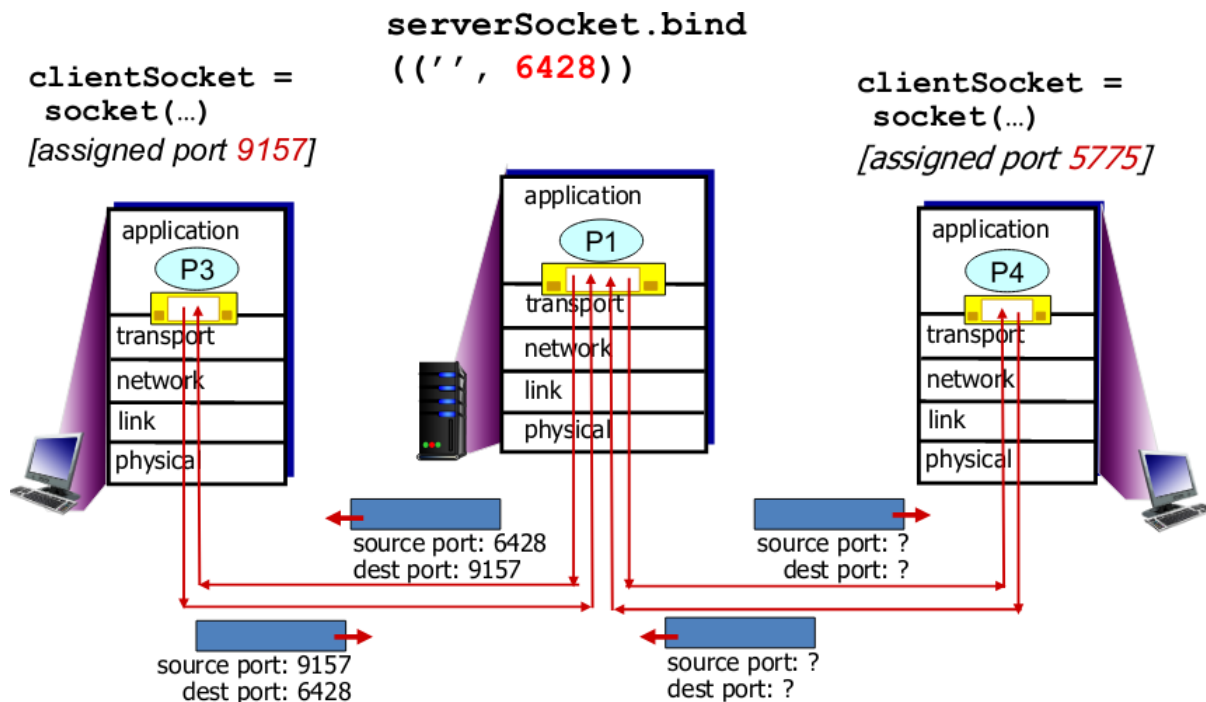 serverSocket.bind
(('', 6428))
clientSocket =
socket(…)
[assigned port 9157]
clientSocket =
socket(…)
[assigned port 5775]
application
P3
transport
network
link
physical
application
P1
transport
network
link
physical
application
P4
transport
network
link
physical
source port: 6428
dest port: 9157
source port: ?
dest port: ?
source port: 9157
dest port: 6428
source port: ?
dest port: ?